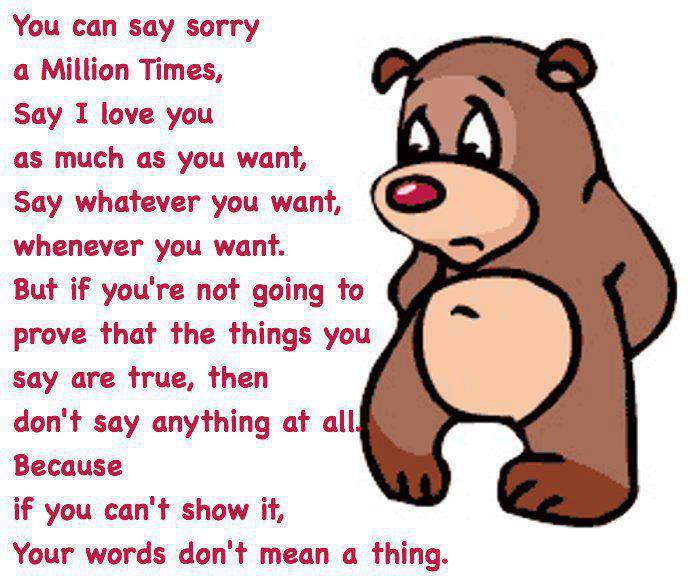 You can say sorry
a Million Times,
Say I love you
as much as you want,
Say whatever you want,
whenever you want.
But if you're not going to
prove that the things you
say are true, then
don't say anything at all.
Because
if you can't show it,
Your words don't mean a thing.